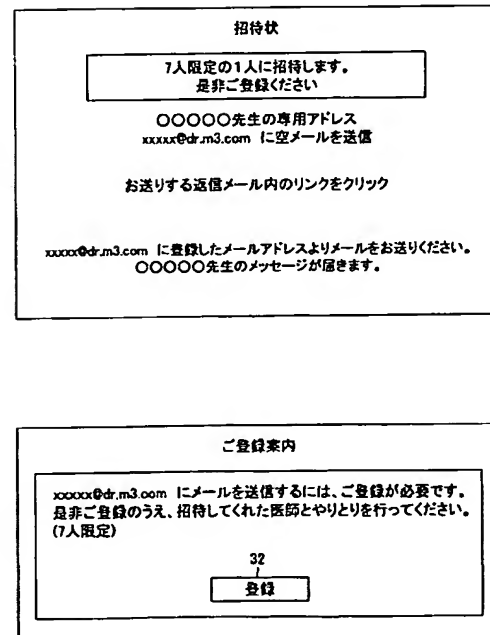 招待状
7人限定の1人に招待します。
是非ご登録ください
○○○○○先生の専用アドレス
xxxxx@dr.m3.com に空メールを送信
お送りする返信メール内のリンクをクリック
xxxxx@dr.m3.com に登録したメールアドレスよりメールをお送りください。
○○○○○先生のメッセージが届きます。
ご登録案内
xxxxx@dr.m3.com にメールを送信するには、ご登録が必要です。
是非ご登録のうえ、招待してくれた医師とやりとりを行ってください。
(7人限定)
32
登録